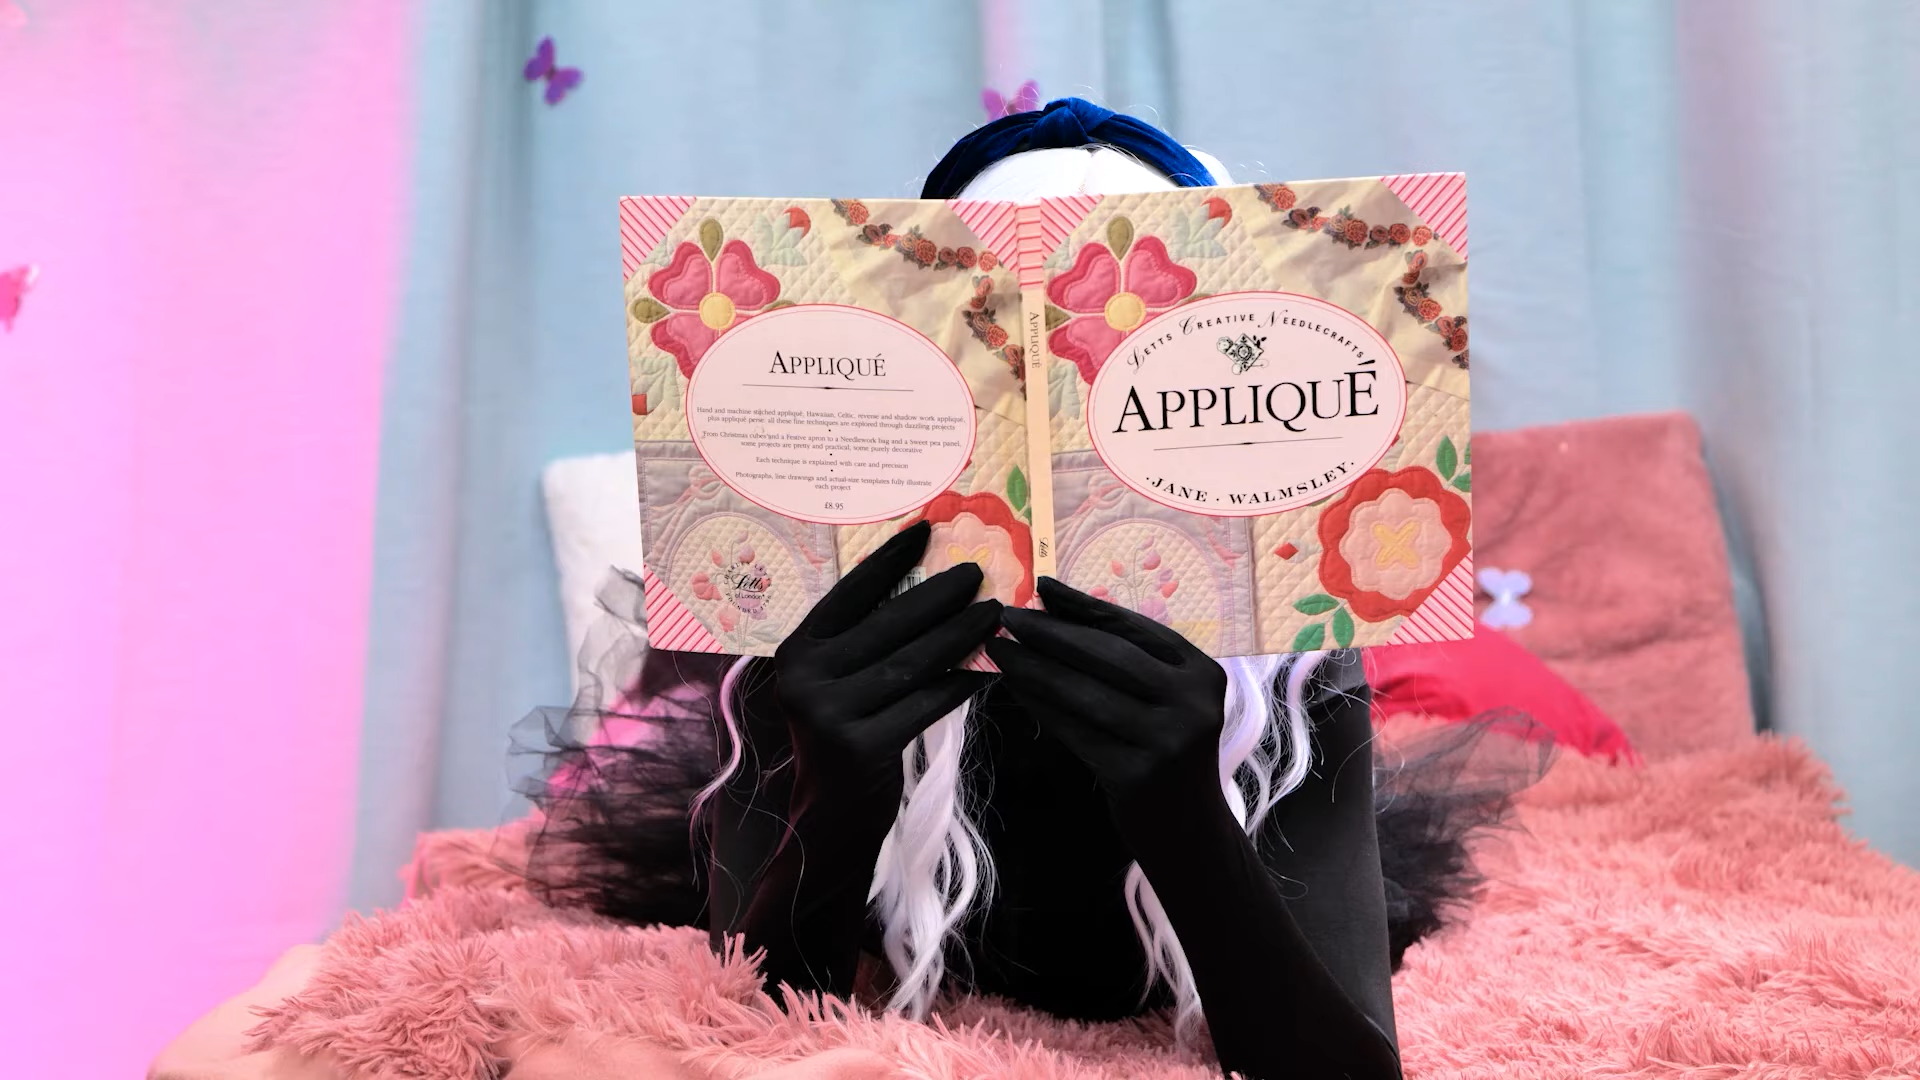 APPLIQUÉ
Hand and machine stitched appliqué, Hawaiian, Celtic, reverse and shadow work appliqué,
plus appliqué perse: all these fine techniques are explored through dazzling projects
From Christmas cubes and a Festive apron to a Needlework bag and a Sweet pea panel,
some projects are pretty and practical, some purely decorative
Each technique is explained with care and precision
Photographs, line drawings and actual-size templates fully illustrate
each project
£8.95
Letts
of London
APPLIQUÉ
Letts
LETTS CREATIVE NEEDLECRAFTS
APPLIQUÉ
·JANE·WALMSLEY·